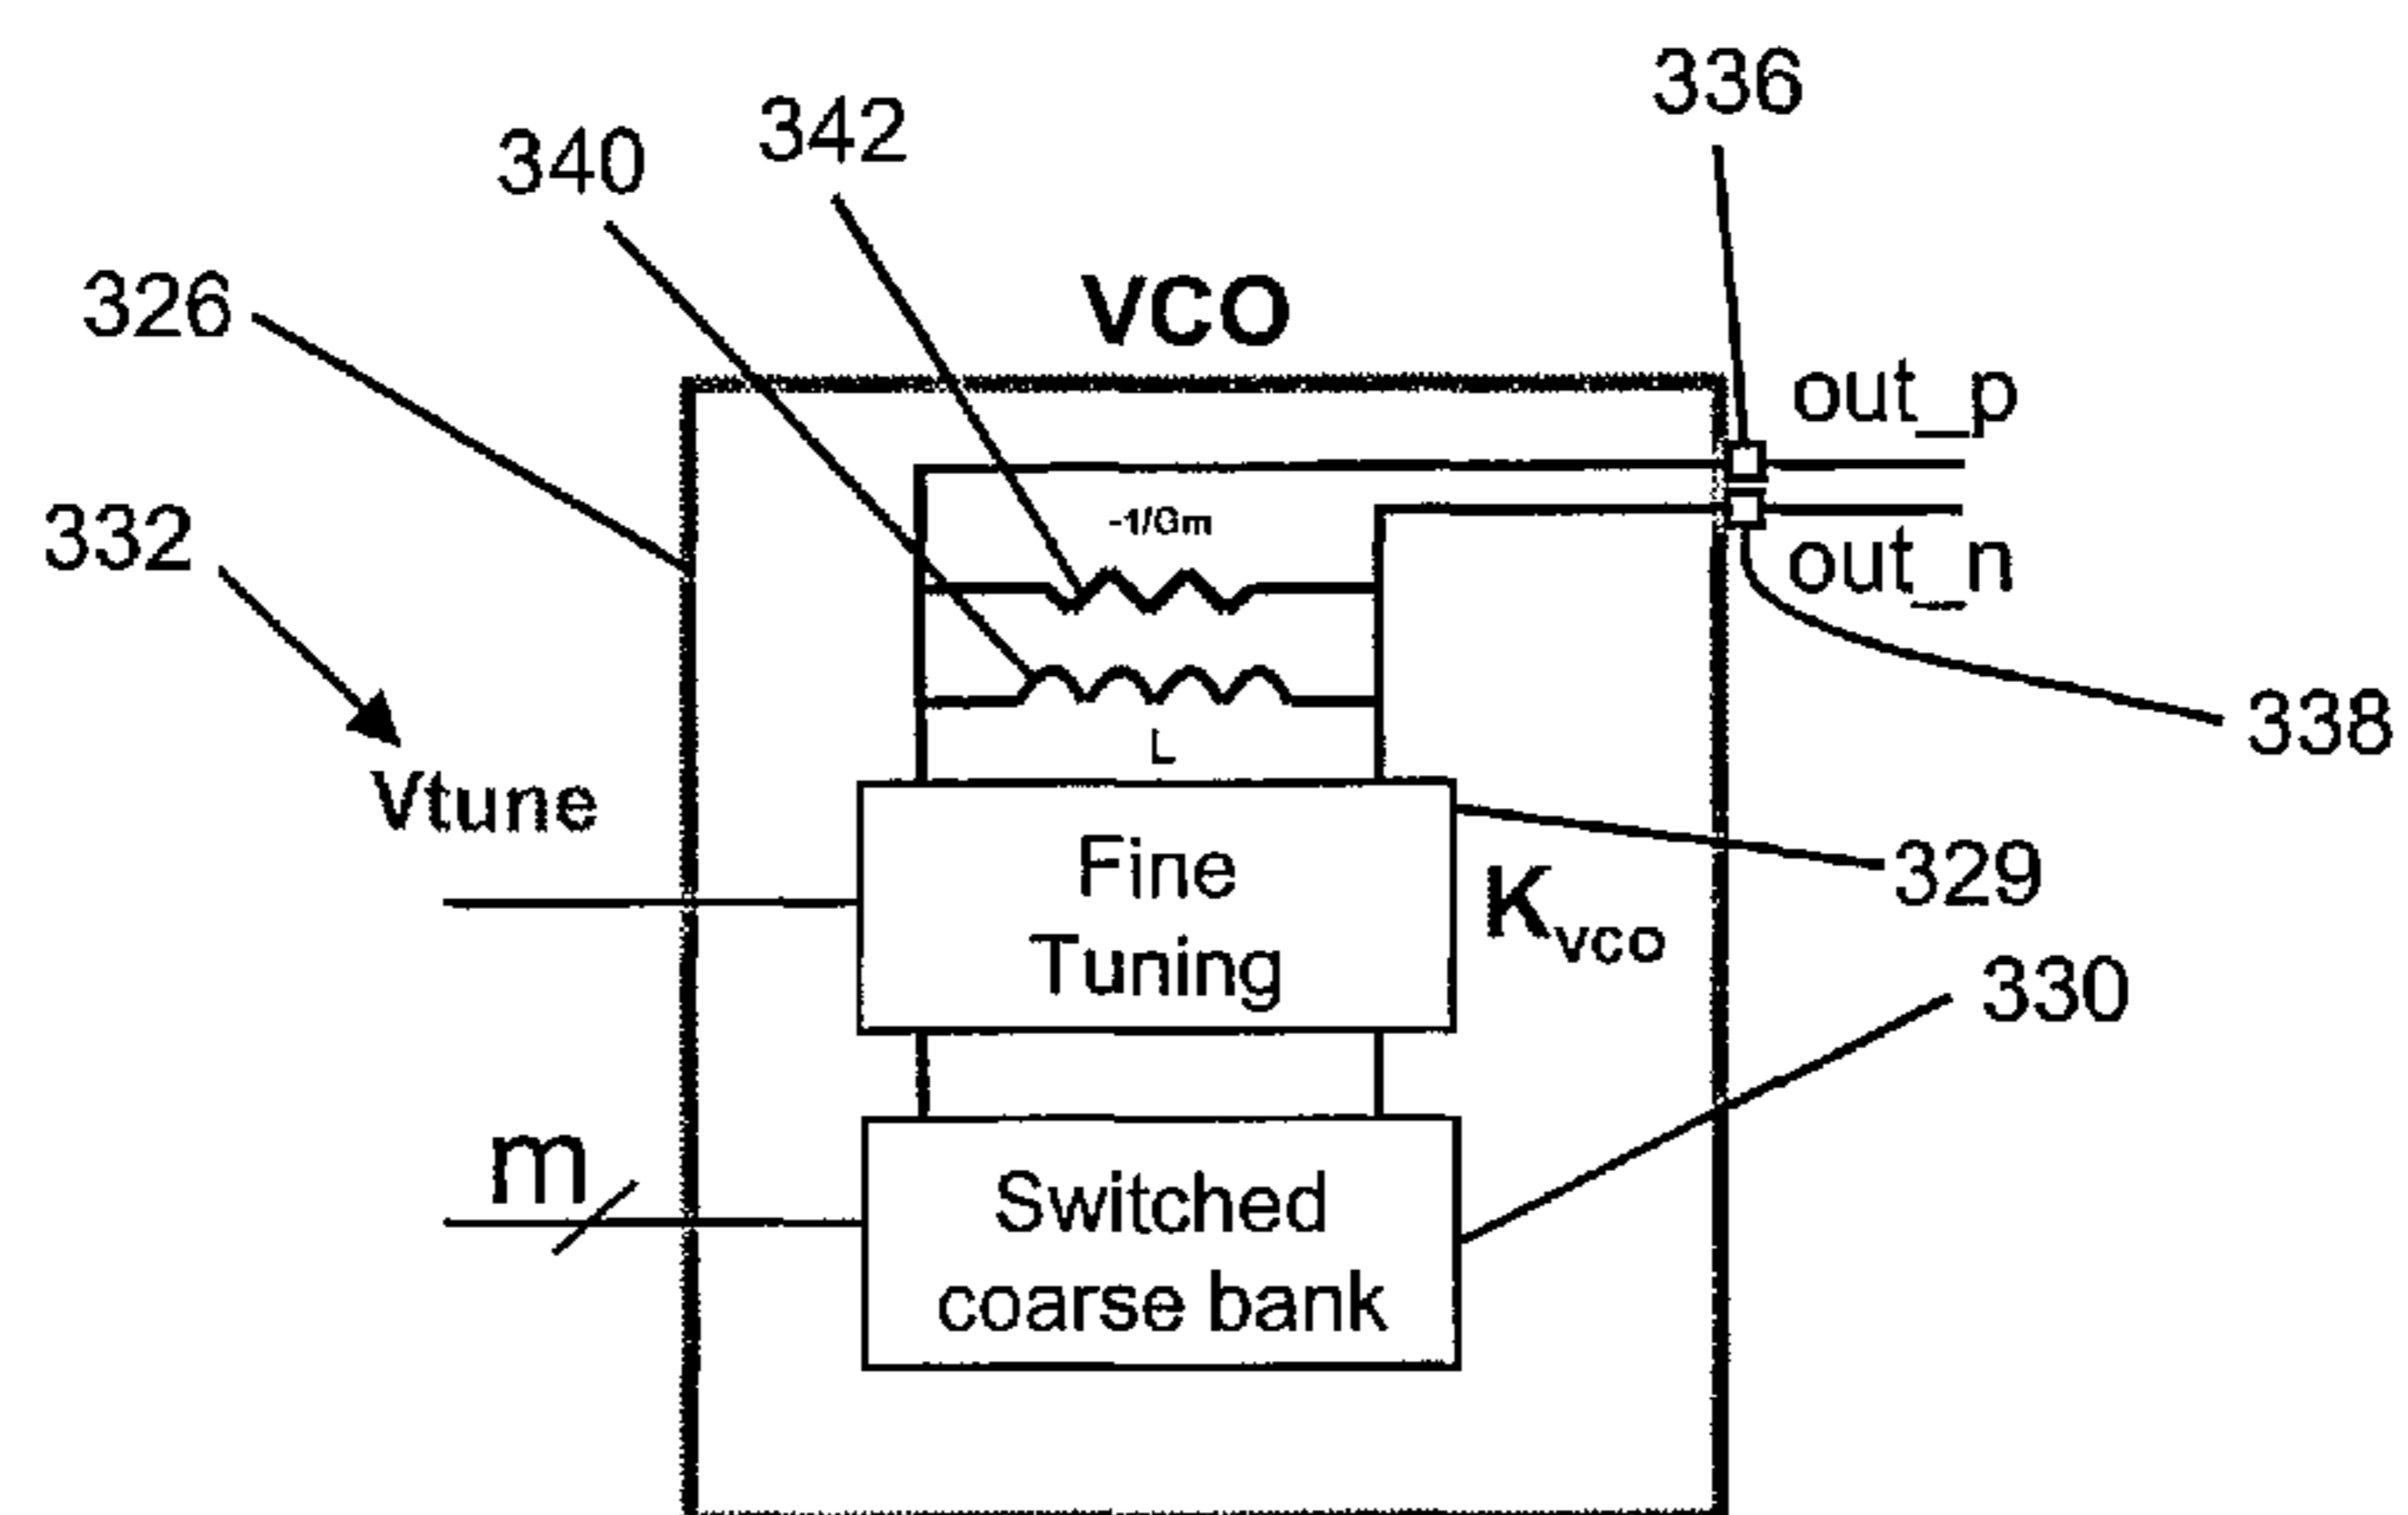 336
342
340
VCO
326
out_p
-1/Gm
332
out_n
338
L
Vtune
Fine
Tuning
K_vco
329
330
m
Switched
coarse bank